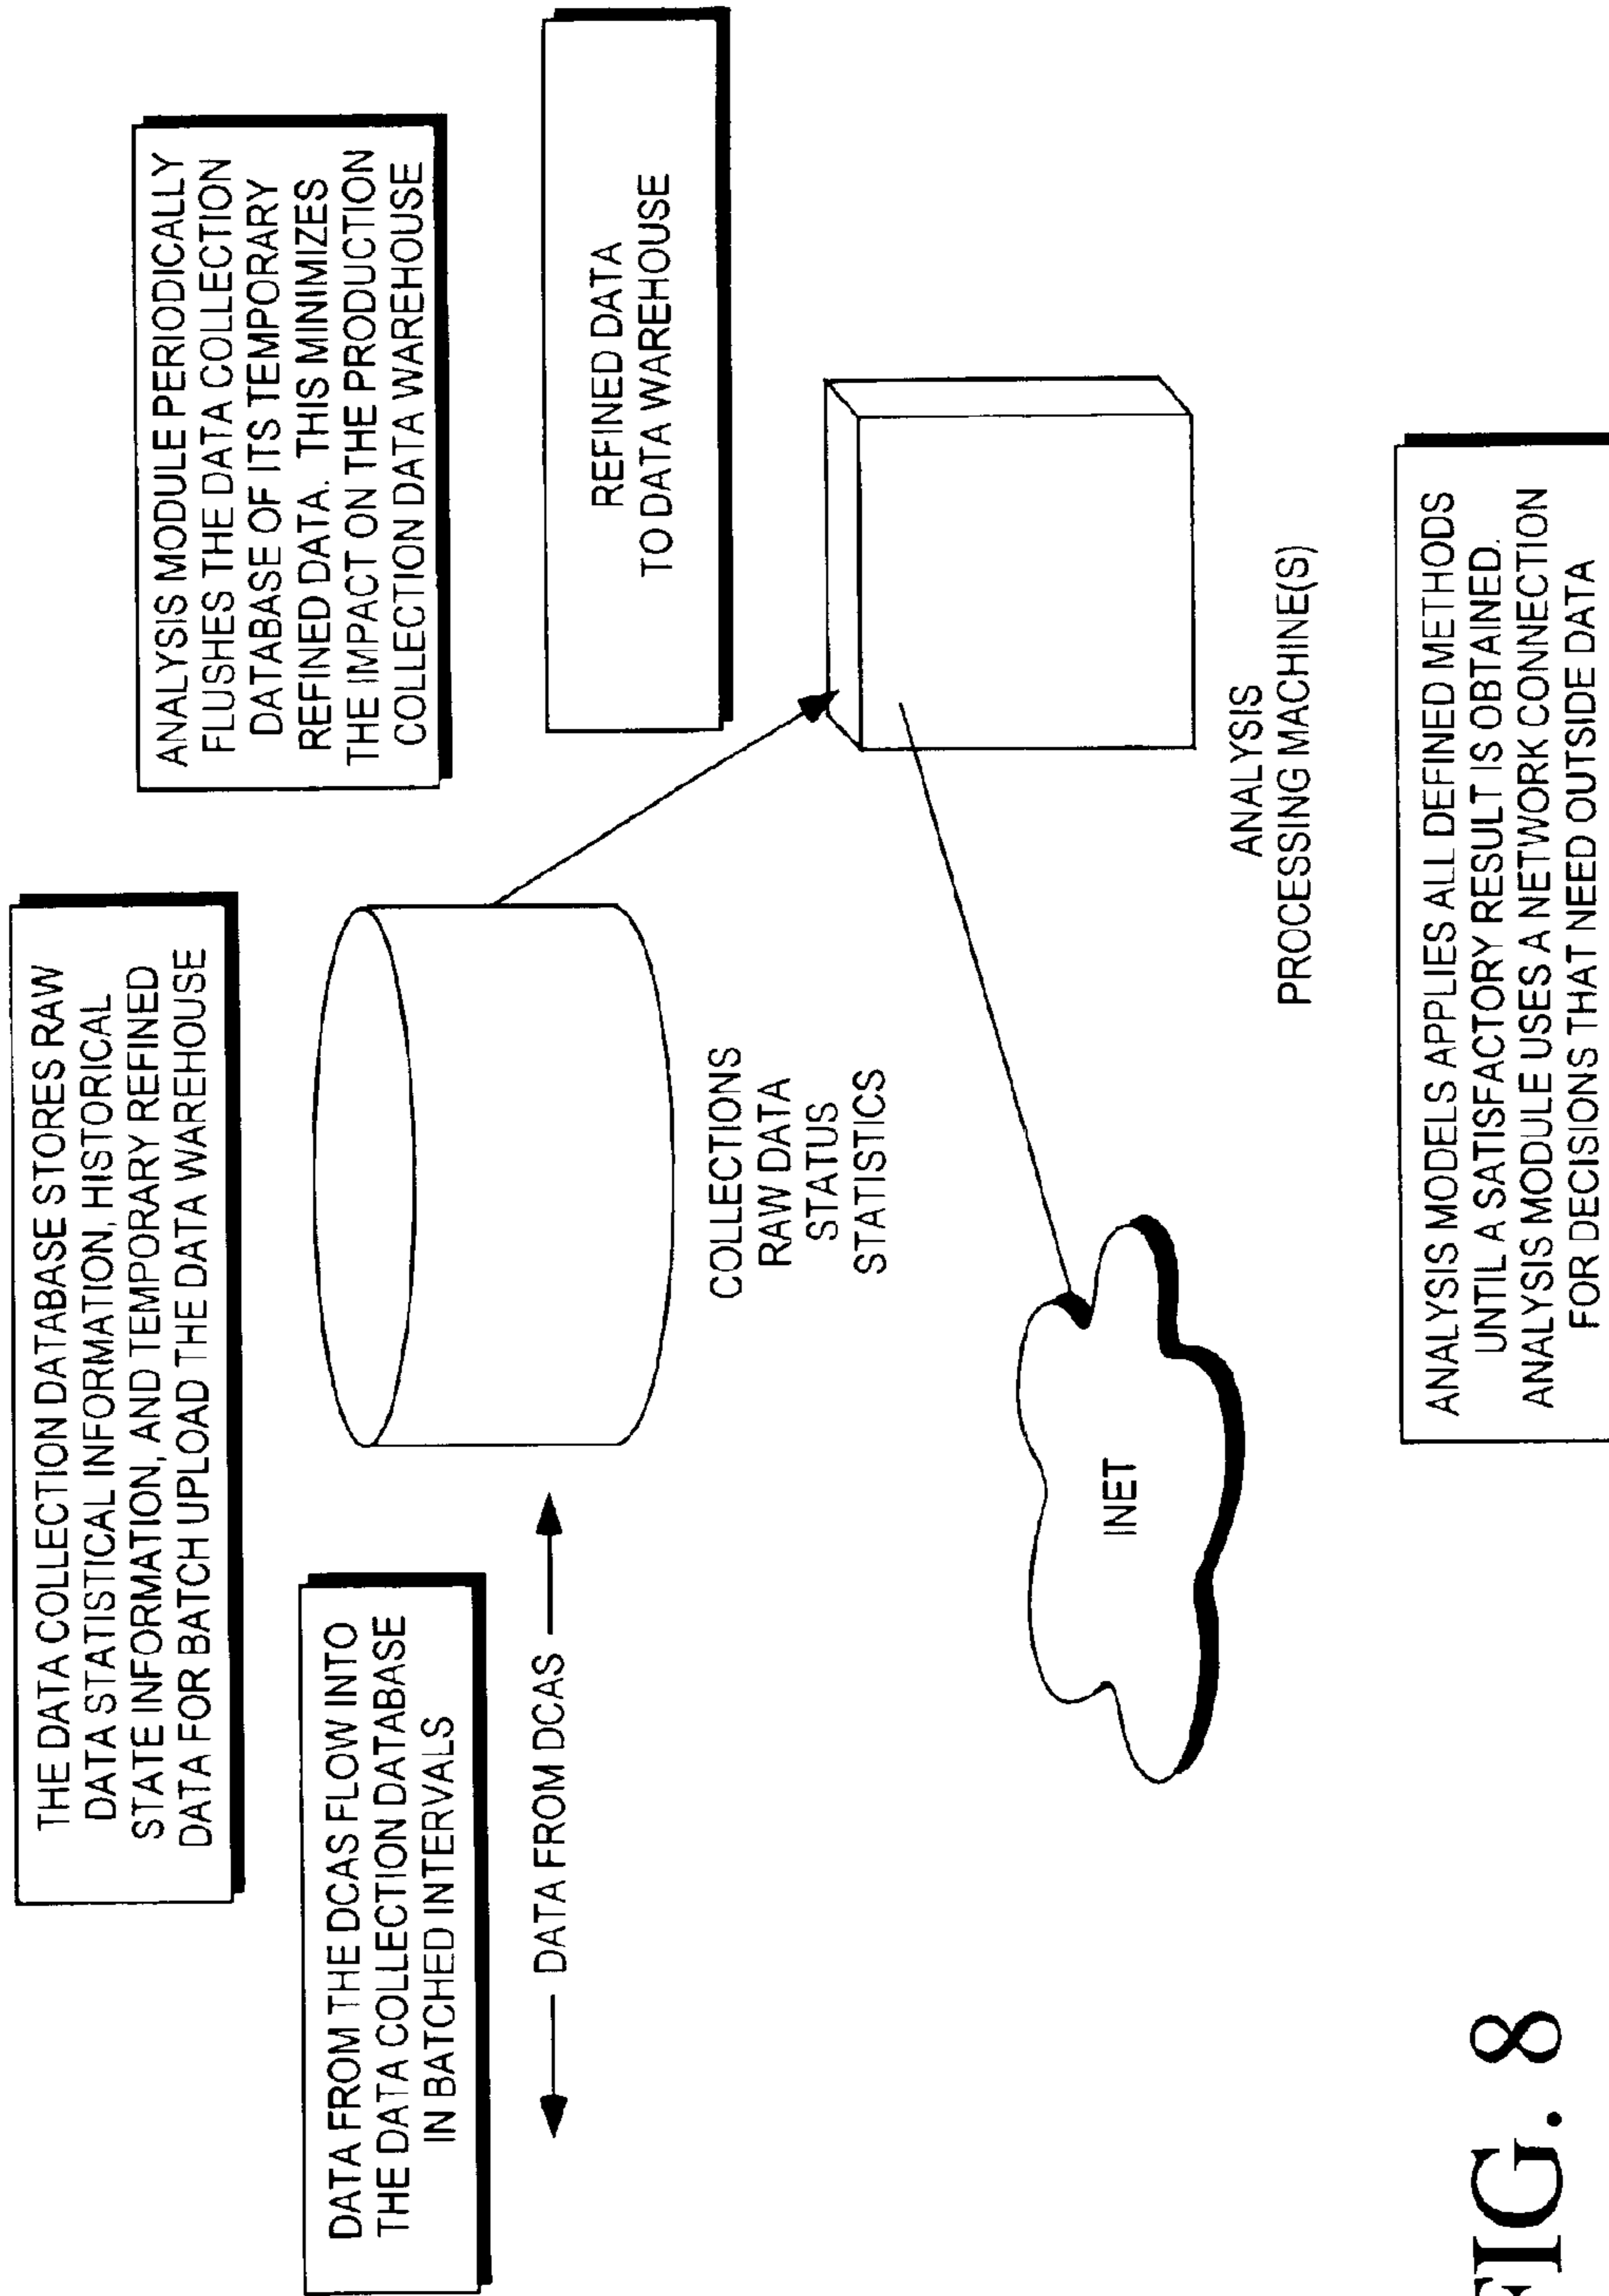 THE DATA COLLECTION DATABASE STORES RAW
DATA STATISTICAL INFORMATION, HISTORICAL
STATE INFORMATION, AND TEMPORARY REFINED
DATA FOR BATCH UPLOAD THE DATA WAREHOUSE
ANALYSIS MODULE PERIODICALLY
FLUSHES THE DATA COLLECTION
DATABASE OF ITS TEMPORARY
REFINED DATA. THIS MINIMIZES
THE IMPACT ON THE PRODUCTION
COLLECTION DATA WAREHOUSE
DATA FROM THE DCAS FLOW INTO
THE DATA COLLECTION DATABASE
IN BATCHED INTERVALS
DATA FROM DCAS
COLLECTIONS
RAW DATA
STATUS
STATISTICS
REFINED DATA
TO DATA WAREHOUSE
INET
ANALYSIS
PROCESSING MACHINE(S)
ANALYSIS MODELS APPLIES ALL DEFINED METHODS
UNTIL A SATISFACTORY RESULT IS OBTAINED.
ANALYSIS MODULE USES A NETWORK CONNECTION
FOR DECISIONS THAT NEED OUTSIDE DATA
FIG. 8